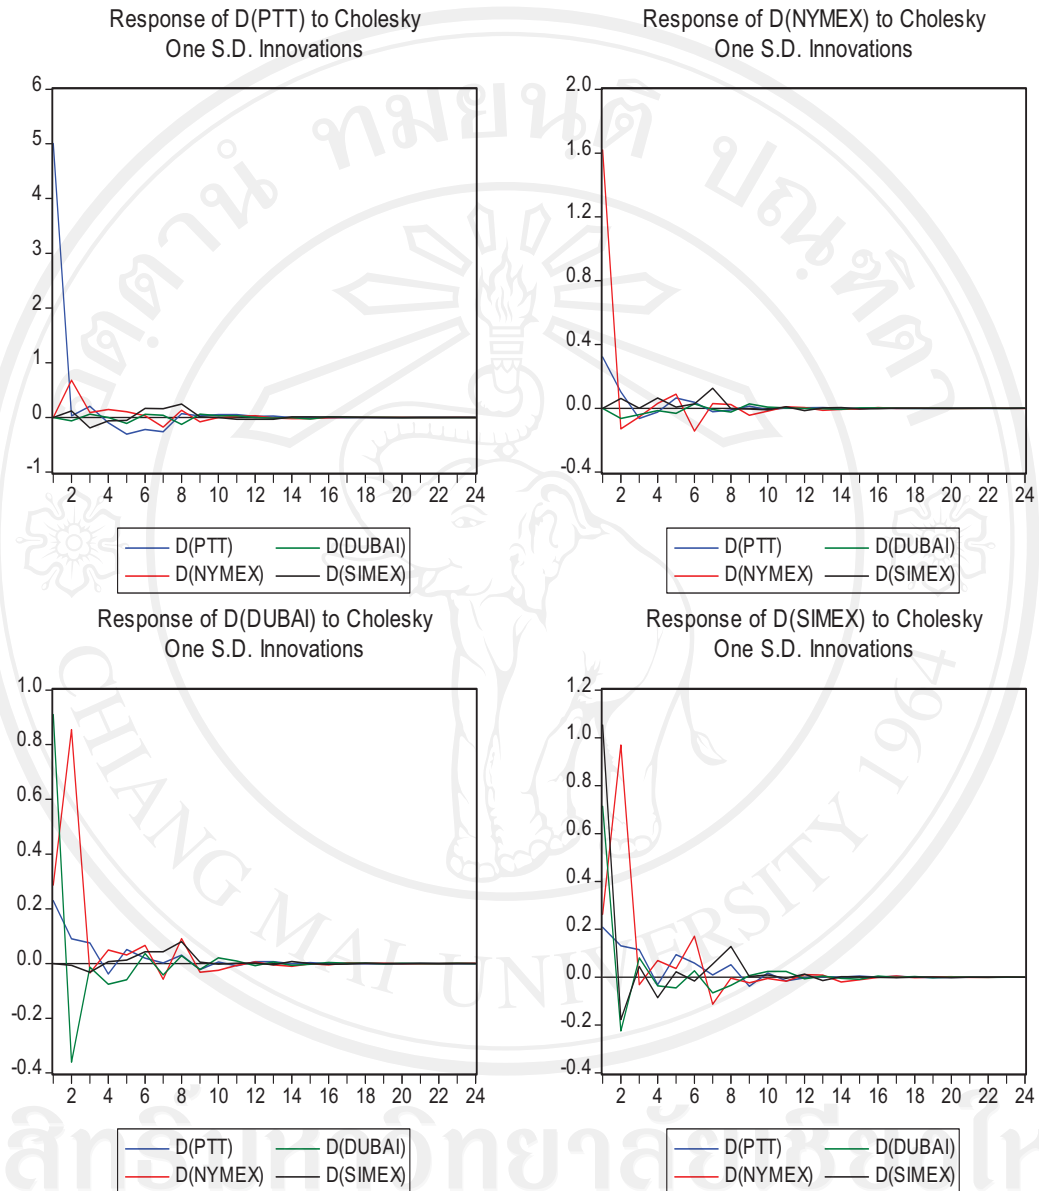 Response of D(PTT) to Cholesky
One S.D. Innovations
6
5
4
3
2
1
0
-1
2 4 6 8 10 12 14 16 18 20 22 24
D(PTT) D(DUBAI)
D(NYMEX) D(SIMEX)
Response of D(NYMEX) to Cholesky
One S.D. Innovations
2.0
1.6
1.2
0.8
0.4
0.0
-0.4
2 4 6 8 10 12 14 16 18 20 22 24
D(PTT) D(DUBAI)
D(NYMEX) D(SIMEX)
Response of D(DUBAI) to Cholesky
One S.D. Innovations
1.0
0.8
0.6
0.4
0.2
0.0
-0.2
-0.4
2 4 6 8 10 12 14 16 18 20 22 24
D(PTT) D(DUBAI)
D(NYMEX) D(SIMEX)
Response of D(SIMEX) to Cholesky
One S.D. Innovations
1.2
1.0
0.8
0.6
0.4
0.2
0.0
-0.2
-0.4
2 4 6 8 10 12 14 16 18 20 22 24
D(PTT) D(DUBAI)
D(NYMEX) D(SIMEX)
CHIANG MAI UNIVERSITY 1964